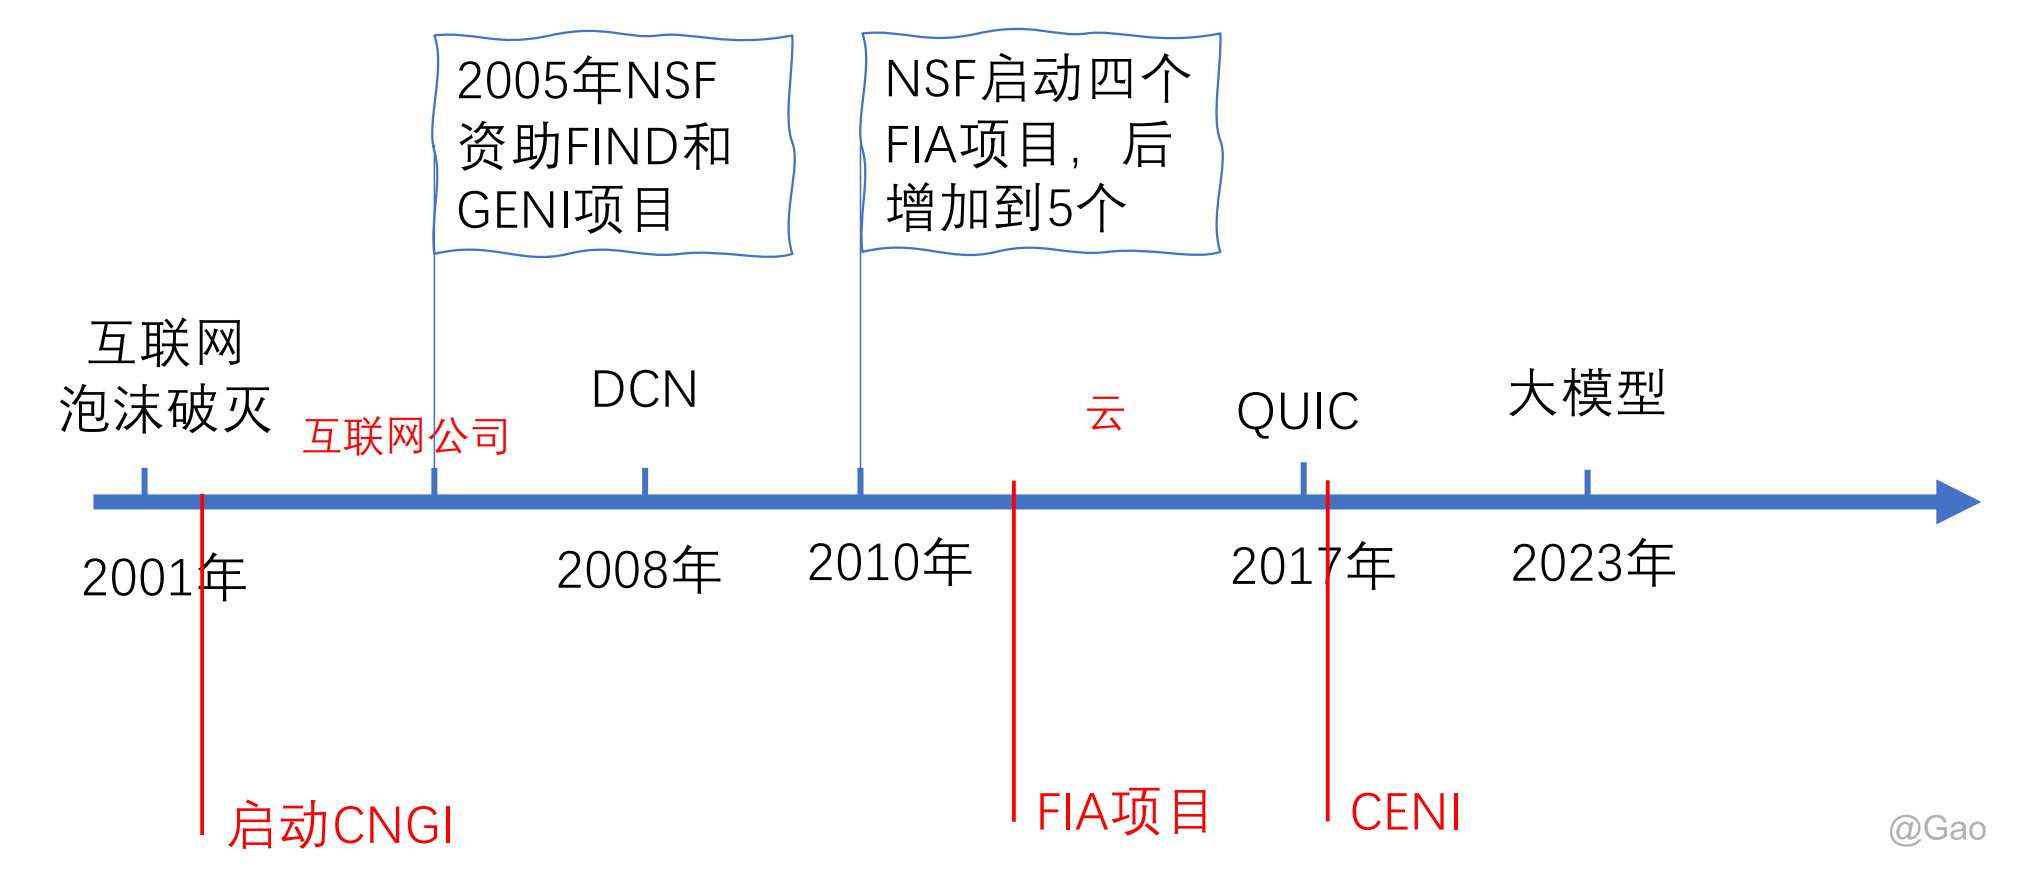 2005年NSF
资助FIND和
GENI项目
NSF启动四个
FIA项目，后
增加到5个
互联网
泡沫破灭
互联网公司
DCN
云
QUIC
大模型
2001年
2008年
2010年
2017年
2023年
启动CNGI
FIA项目
CENI
@Gao